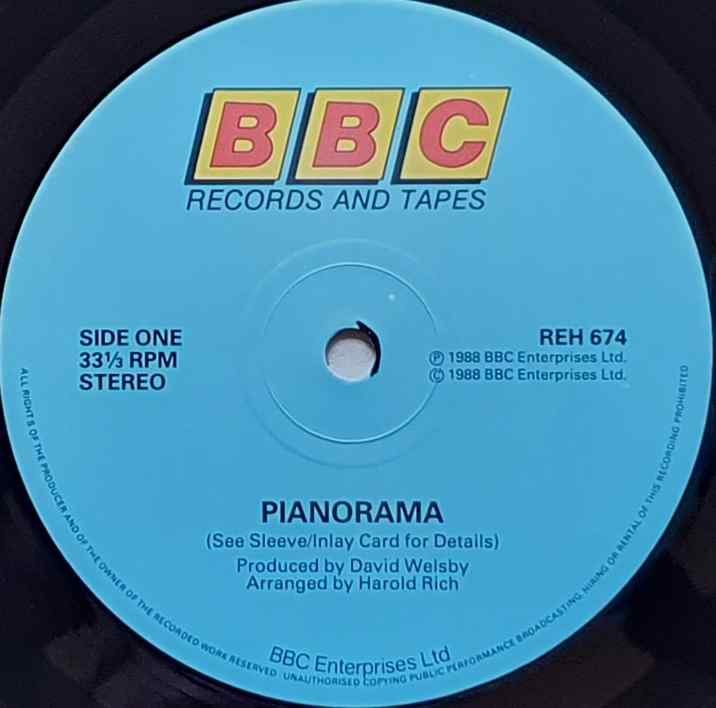 BBC
RECORDS AND TAPES
SIDE ONE
33⅓ RPM
STEREO
REH 674
℗ 1988 BBC Enterprises Ltd.
© 1988 BBC Enterprises Ltd.
PIANORAMA
(See Sleeve/Inlay Card for Details)
Produced by David Welsby
Arranged by Harold Rich
BBC Enterprises Ltd
ALL RIGHTS OF THE PRODUCER AND OF THE OWNER OF THE RECORDED WORK RESERVED · UNAUTHORISED COPYING PUBLIC PERFORMANCE BROADCASTING, HIRING OR RENTAL OF THIS RECORDING PROHIBITED